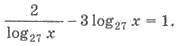 2/log₂₇ x − 3 log₂₇ x = 1.